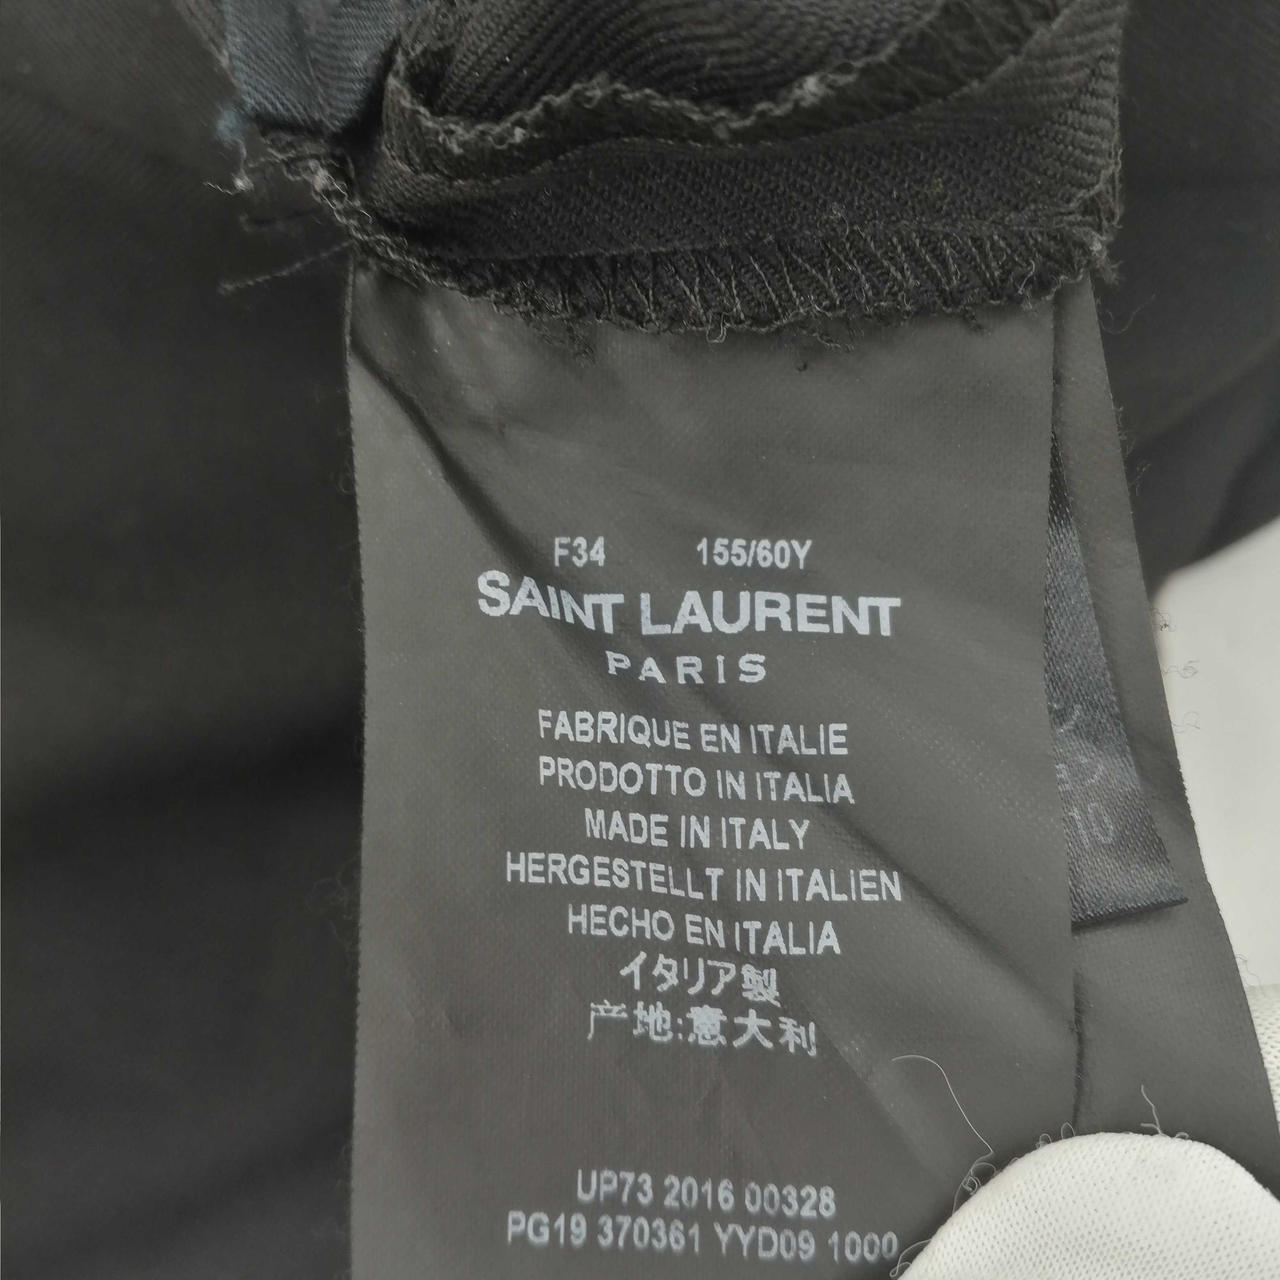 F34 155/60Y
SAINT LAURENT
PARIS
FABRIQUE EN ITALIE
PRODOTTO IN ITALIA
MADE IN ITALY
HERGESTELLT IN ITALIEN
HECHO EN ITALIA
イタリア製
产地:意大利
UP73 2016 00328
PG19 370361 YYD09 1000
10